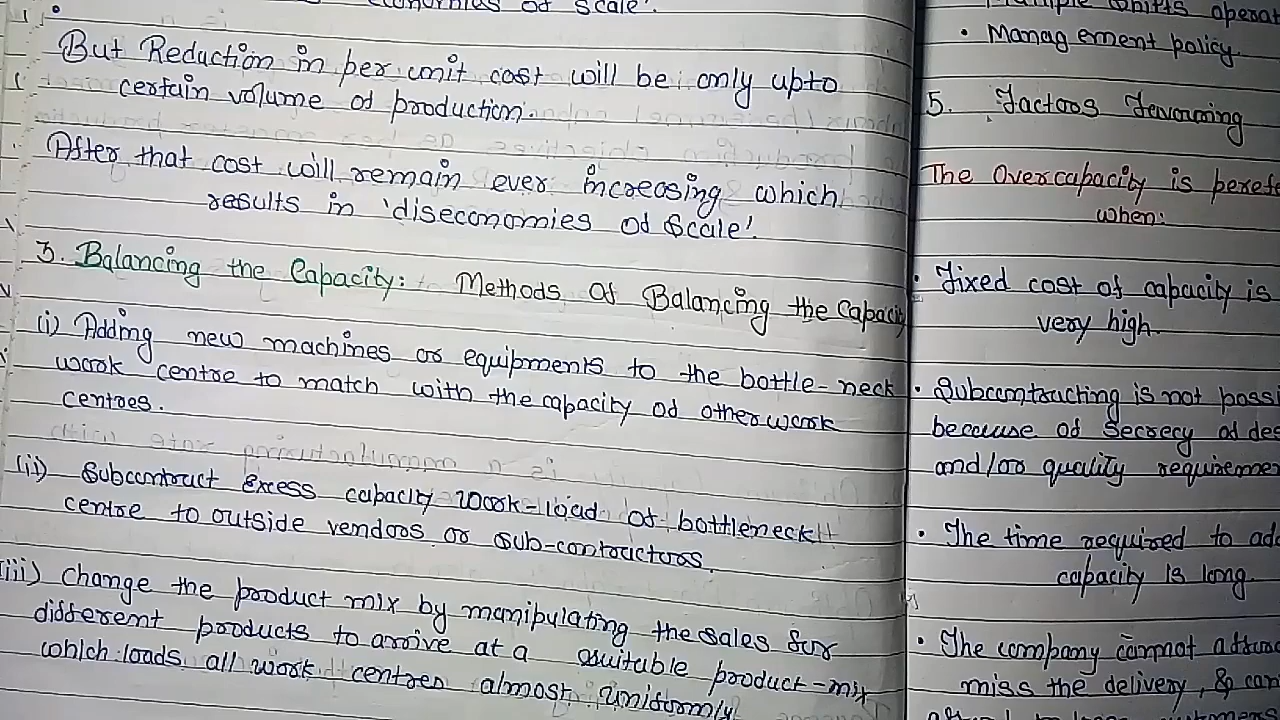 of scale'.
But Reduction in per unit cost will be only upto
certain volume of production.
After that cost will remain ever increasing which
results in 'diseconomies of Scale'.
3. Balancing the Capacity: Methods of Balancing the Capacity
(i) Adding new machines or equipments to the bottle-neck
work centre to match with the capacity of other work
centres.
(ii) Subcontract excess capacity work-load of bottleneck
centre to outside vendors or sub-contractors.
(iii) Change the product mix by manipulating the sales for
different products to arrive at a suitable product-mix
which loads all work centres almost uniformly
units operat
• Management policy
5. Factors
The Overcapacity is
when:
• Fixed cost of capacity is
very high.
• Subcontracting is not possi
because of secrecy of des
and/or quality requiremen
• The time required to add
capacity is long.
• The company cannot
miss the delivery, &